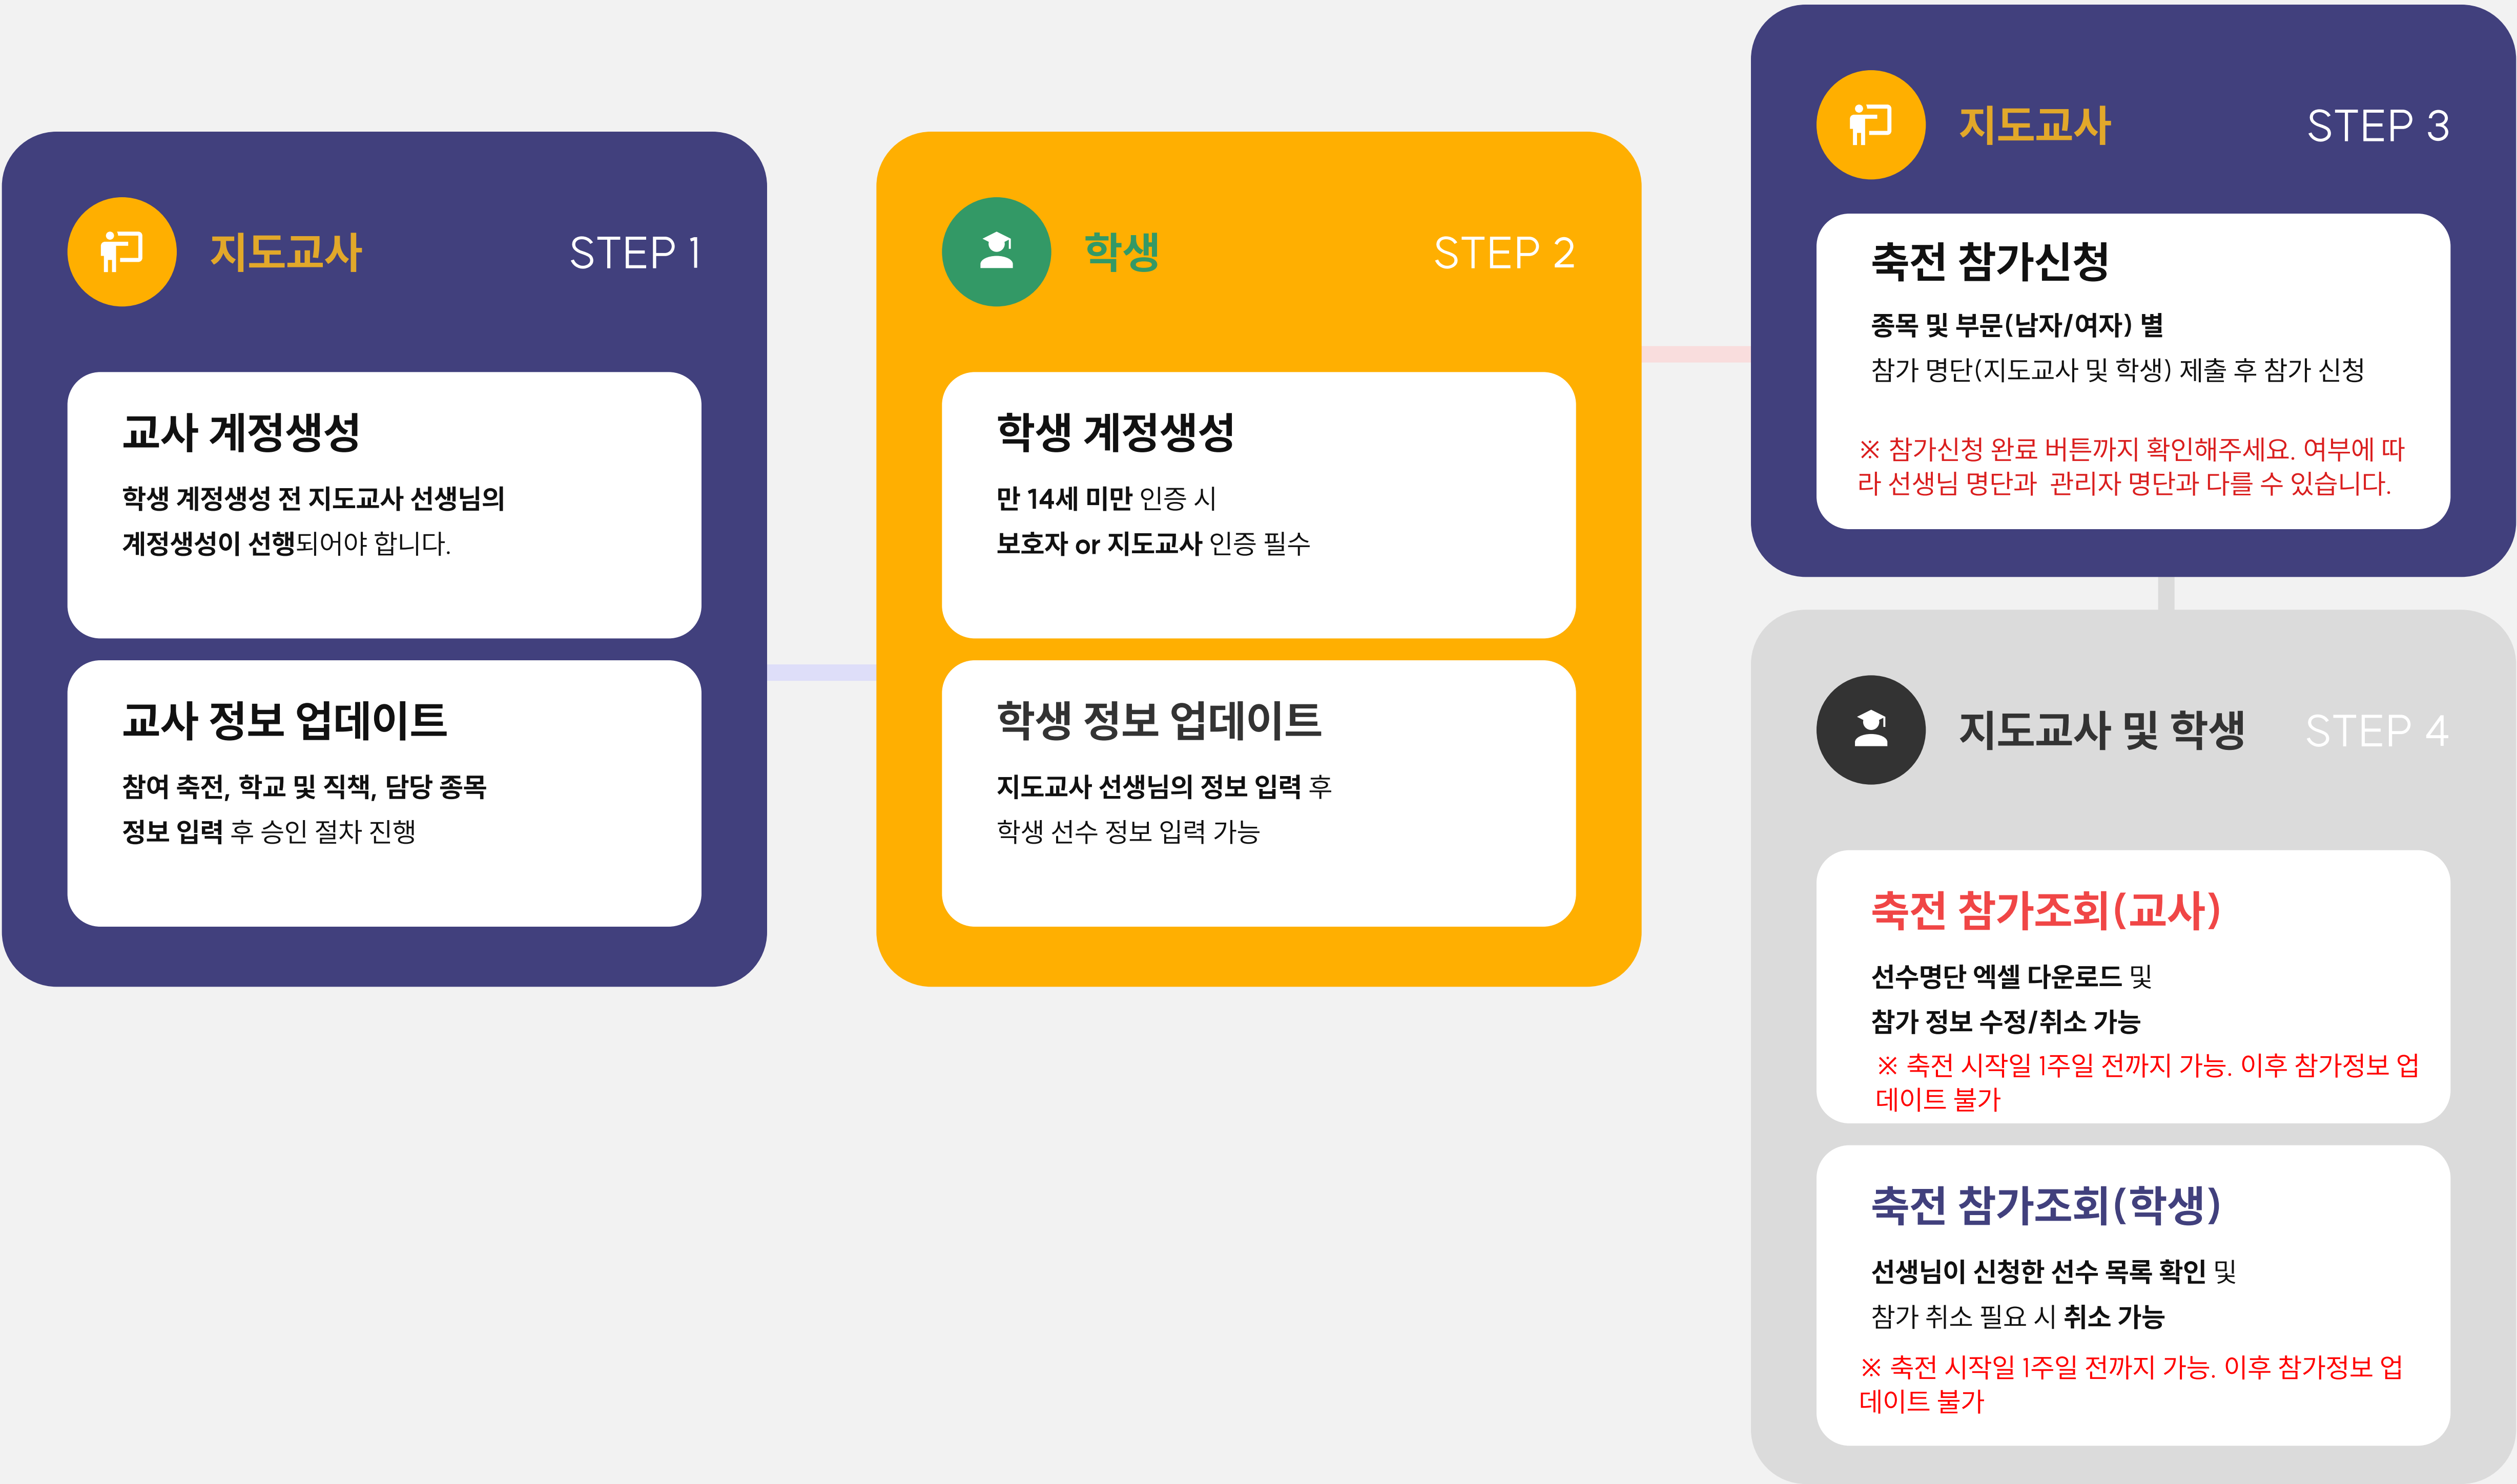 지도교사
STEP 1
교사 계정생성
학생 계정생성 전 지도교사 선생님의
계정생성이 선행되어야 합니다.
교사 정보 업데이트
참여 축전, 학교 및 직책, 담당 종목
정보 입력 후 승인 절차 진행
학생
STEP 2
학생 계정생성
만 14세 미만 인증 시
보호자 or 지도교사 인증 필수
학생 정보 업데이트
지도교사 선생님의 정보 입력 후
학생 선수 정보 입력 가능
지도교사
STEP 3
축전 참가신청
종목 및 부문(남자/여자) 별
참가 명단(지도교사 및 학생) 제출 후 참가 신청
※ 참가신청 완료 버튼까지 확인해주세요. 여부에 따
라 선생님 명단과 관리자 명단과 다를 수 있습니다.
지도교사 및 학생
STEP 4
축전 참가조회(교사)
선수명단 엑셀 다운로드 및
참가 정보 수정/취소 가능
※ 축전 시작일 1주일 전까지 가능. 이후 참가정보 업
데이트 불가
축전 참가조회(학생)
선생님이 신청한 선수 목록 확인 및
참가 취소 필요 시 취소 가능
※ 축전 시작일 1주일 전까지 가능. 이후 참가정보 업
데이트 불가